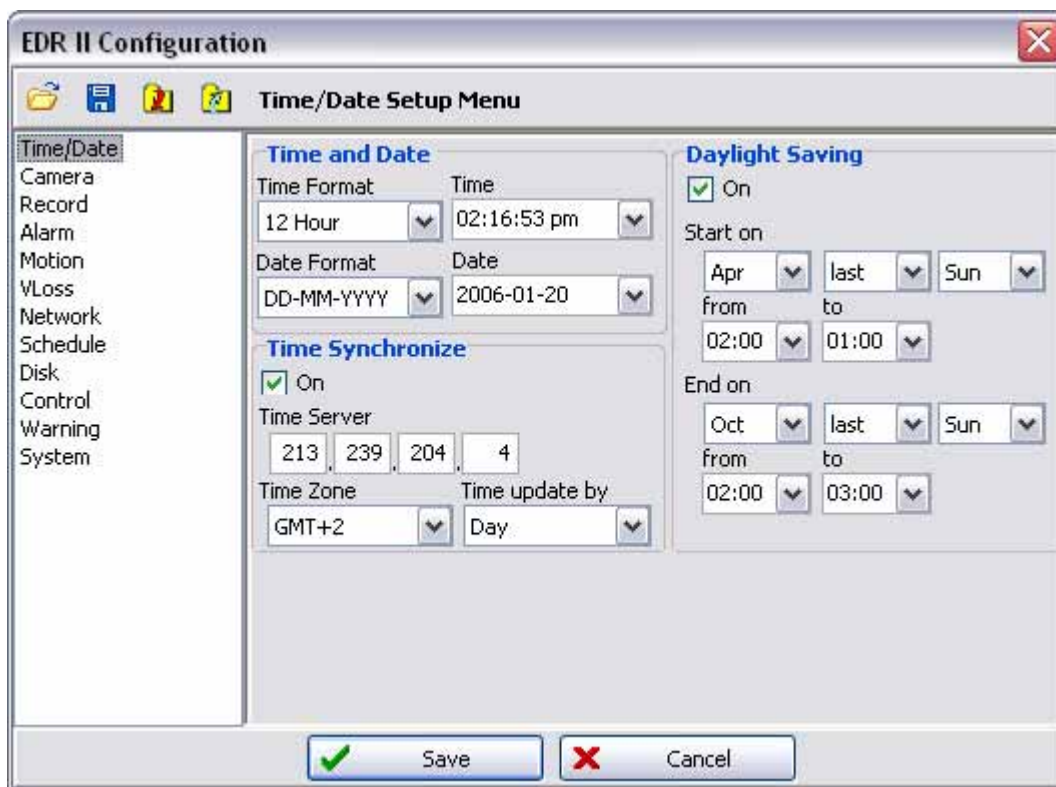 EDR II Configuration
Time/Date Setup Menu
Time/Date
Camera
Record
Alarm
Motion
VLoss
Network
Schedule
Disk
Control
Warning
System
Time and Date
Time Format Time
12 Hour 02:16:53 pm
Date Format Date
DD-MM-YYYY 2006-01-20
Time Synchronize
On
Time Server
213 . 239 . 204 . 4
Time Zone Time update by
GMT+2 Day
Daylight Saving
On
Start on
Apr last Sun
from to
02:00 01:00
End on
Oct last Sun
from to
02:00 03:00
Save Cancel